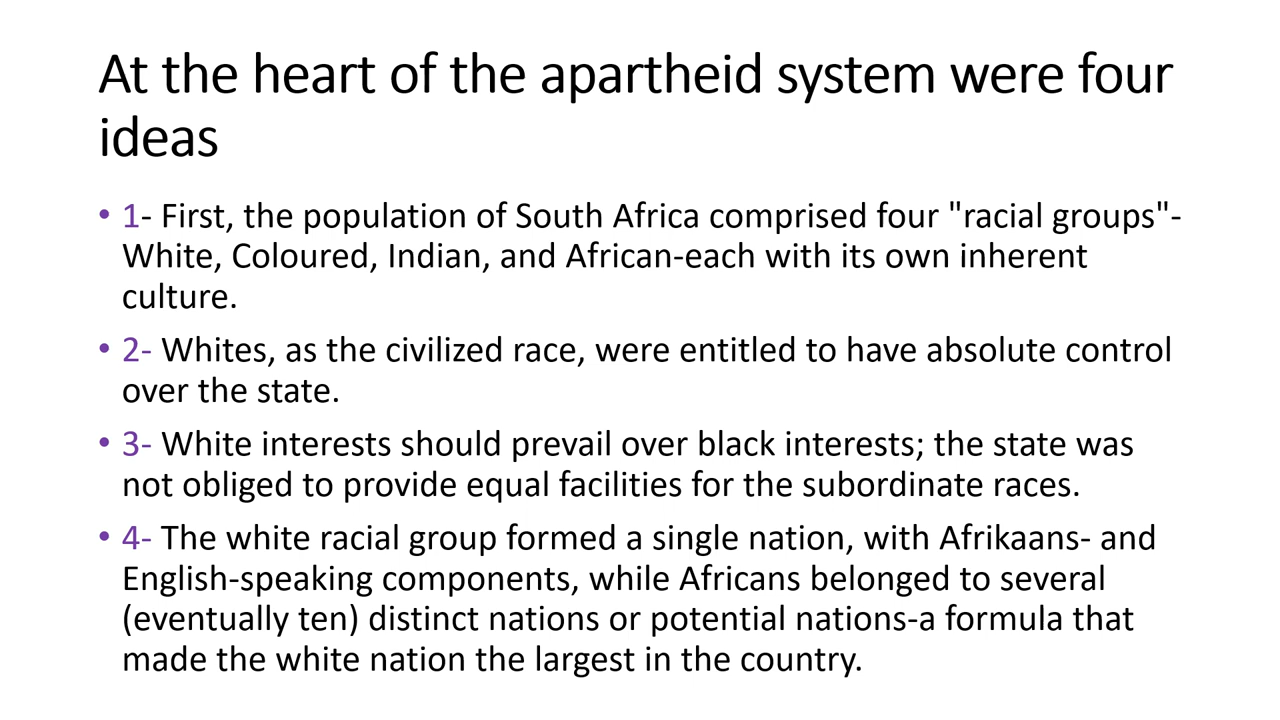 At the heart of the apartheid system were four
ideas
• 1- First, the population of South Africa comprised four "racial groups"-
White, Coloured, Indian, and African-each with its own inherent
culture.
• 2- Whites, as the civilized race, were entitled to have absolute control
over the state.
• 3- White interests should prevail over black interests; the state was
not obliged to provide equal facilities for the subordinate races.
• 4- The white racial group formed a single nation, with Afrikaans- and
English-speaking components, while Africans belonged to several
(eventually ten) distinct nations or potential nations-a formula that
made the white nation the largest in the country.